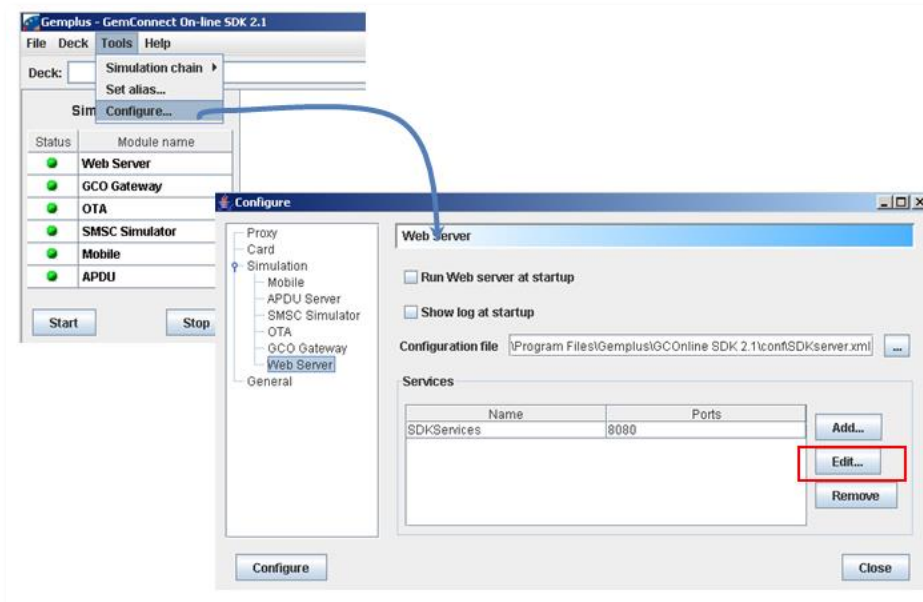 Gemplus - GemConnect On-line SDK 2.1
File Deck Tools Help
Deck:
Simulation chain
Set alias...
Configure...
Sim
Status Module name
Web Server
GCO Gateway
OTA
SMSC Simulator
Mobile
APDU
Start Stop
Configure
Proxy
Card
Simulation
Mobile
APDU Server
SMSC Simulator
OTA
GCO Gateway
Web Server
General
Web Server
Run Web server at startup
Show log at startup
Configuration file \Program Files\Gemplus\GCOnline SDK 2.1\conf\SDKserver.xml ...
Services
Name Ports
SDKServices 8080
Add...
Edit...
Remove
Configure Close